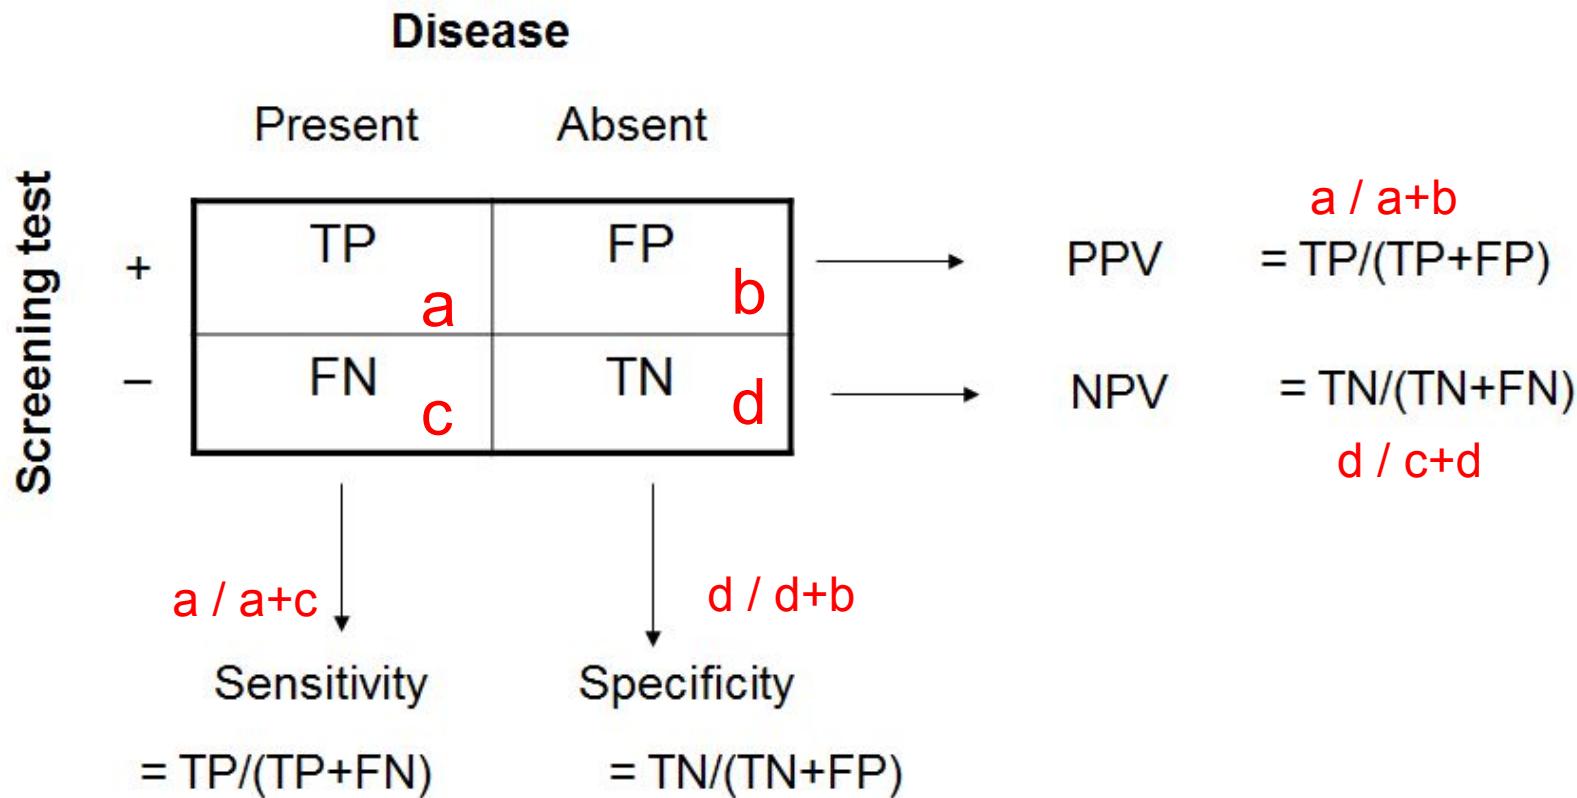 Disease
Present Absent
Screening test
+ TP FP PPV = TP/(TP+FP)
a b a / a+b
– FN TN NPV = TN/(TN+FN)
c d d / c+d
a / a+c d / d+b
Sensitivity Specificity
= TP/(TP+FN) = TN/(TN+FP)